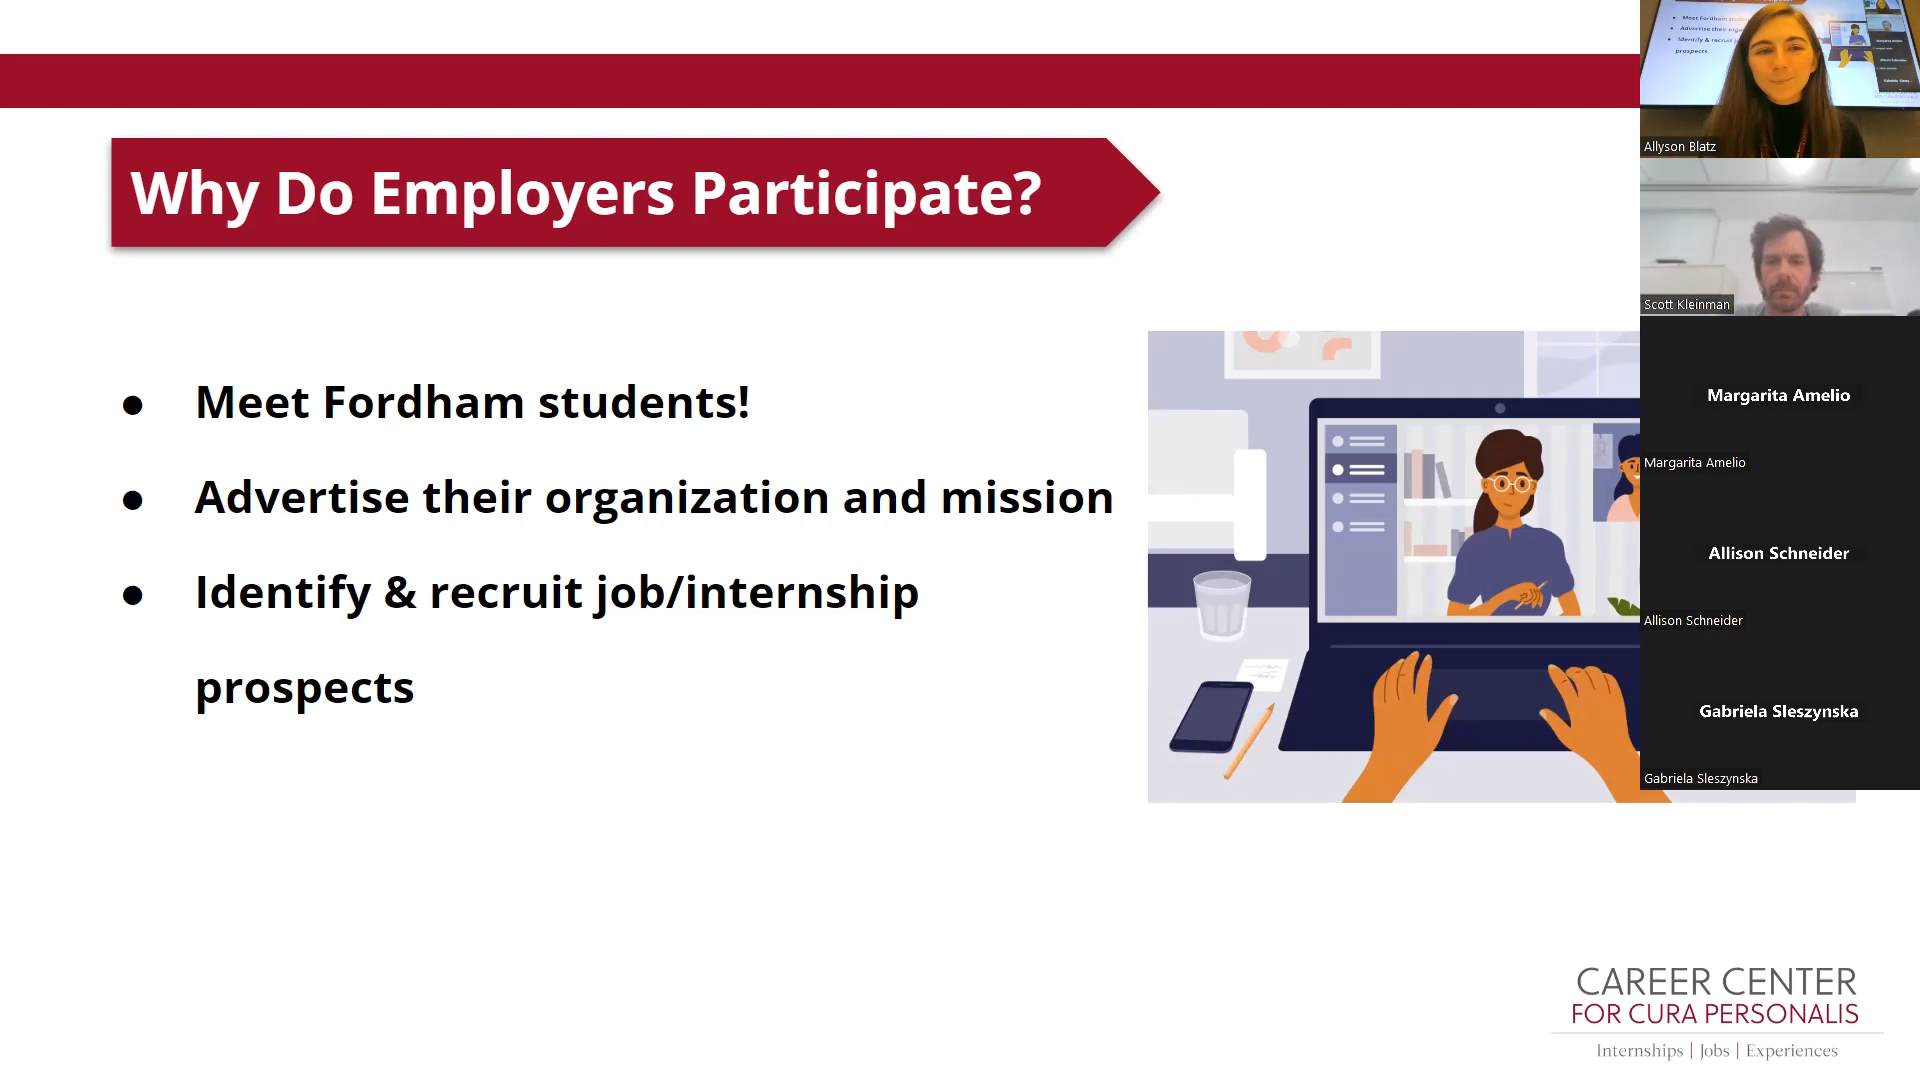 Why Do Employers Participate?
● Meet Fordham students!
● Advertise their organization and mission
● Identify & recruit job/internship
prospects
Allyson Blatz
Scott Kleinman
Margarita Amelio
Margarita Amelio
Allison Schneider
Allison Schneider
Gabriela Sleszynska
Gabriela Sleszynska
CAREER CENTER
FOR CURA PERSONALIS
Internships | Jobs | Experiences